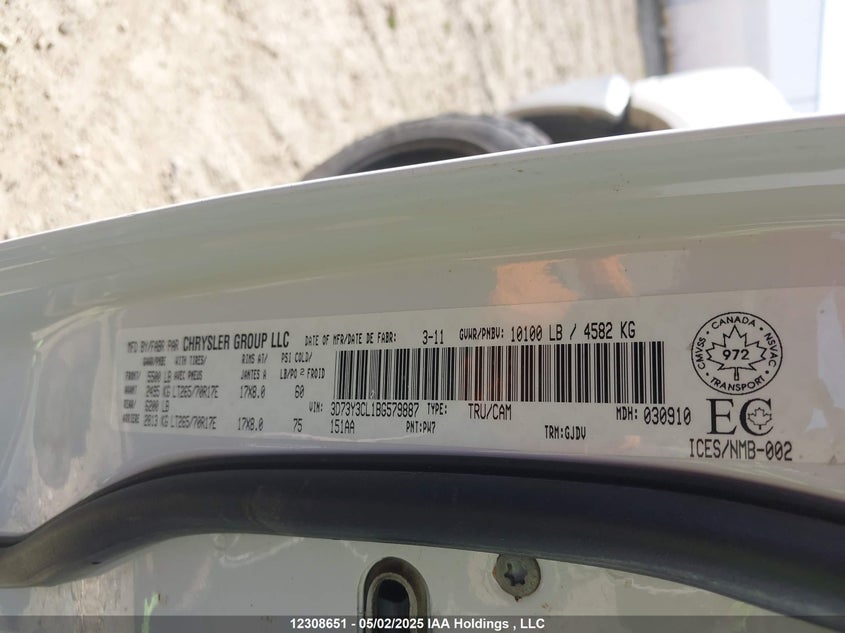 MFD BY/FABR PAR CHRYSLER GROUP LLC DATE OF MFR/DATE DE FABR: 3-11 GVWR/PNBV: 10100 LB / 4582 KG
GAWR/PNBE WITH TIRES/ RIMS AT/ PSI COLD/
FRONT/ 5500 LB AVEC PNEUS JANTES A LB/PO² FROID
AVANT 2495 KG LT265/70R17E 17X8.0 60
REAR/ 6200 LB
ARRIERE 2813 KG LT265/70R17E 17X8.0 75
VIN: 3D73Y3CL1BG579887 TYPE: TRU/CAM MDH: 030910
151AA PNT:PW7 TRM:GJDV
CANADA
CMVSS NSVAC
972
TRANSPORT
EC
ICES/NMB-002
12308651 - 05/02/2025 IAA Holdings , LLC